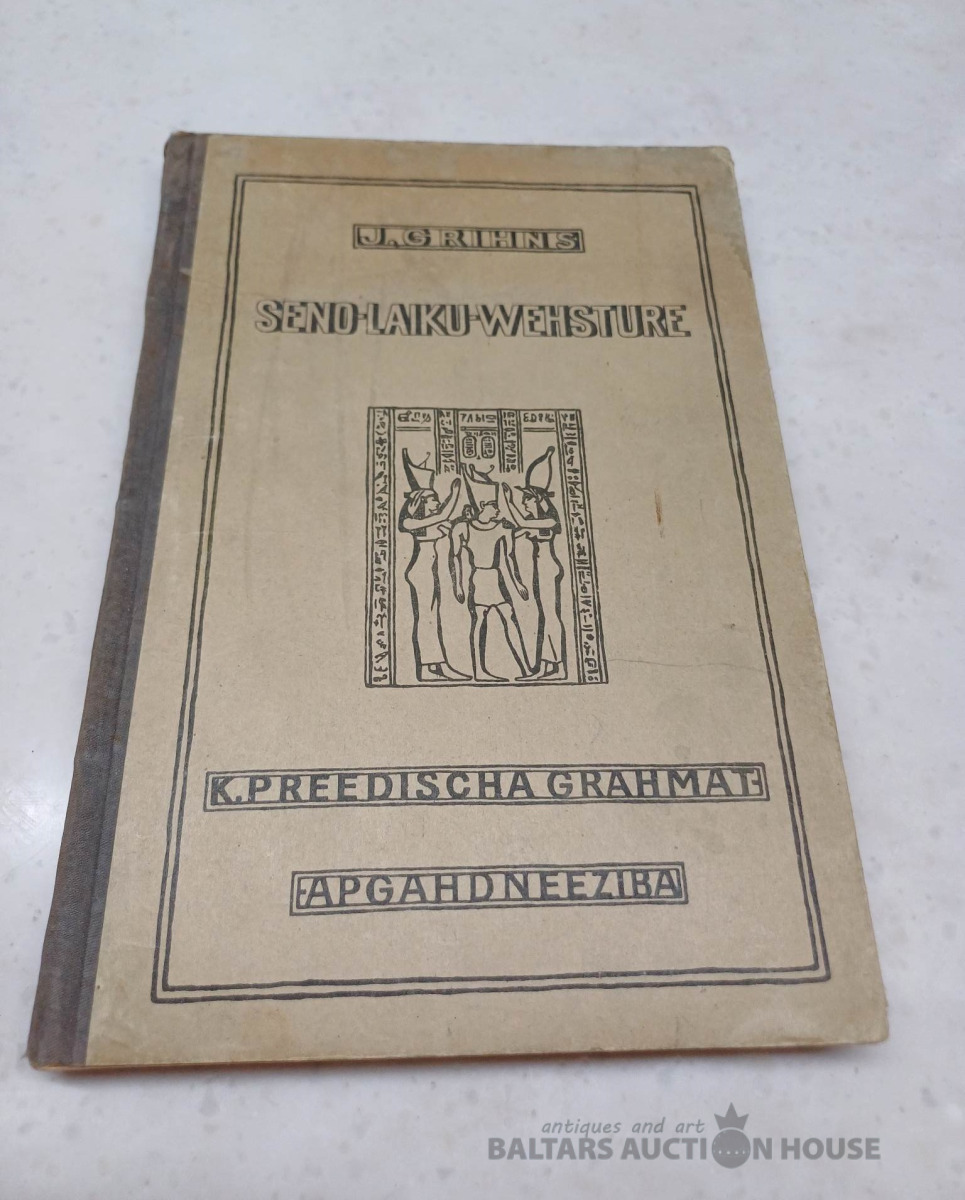 J. GRIHNS
SENO-LAIKU-WEHSTURE
K. PREEDISCHA GRAHMAT-
-APGAHDNEEZIBA
antiques and art
BALTARS AUCTION HOUSE